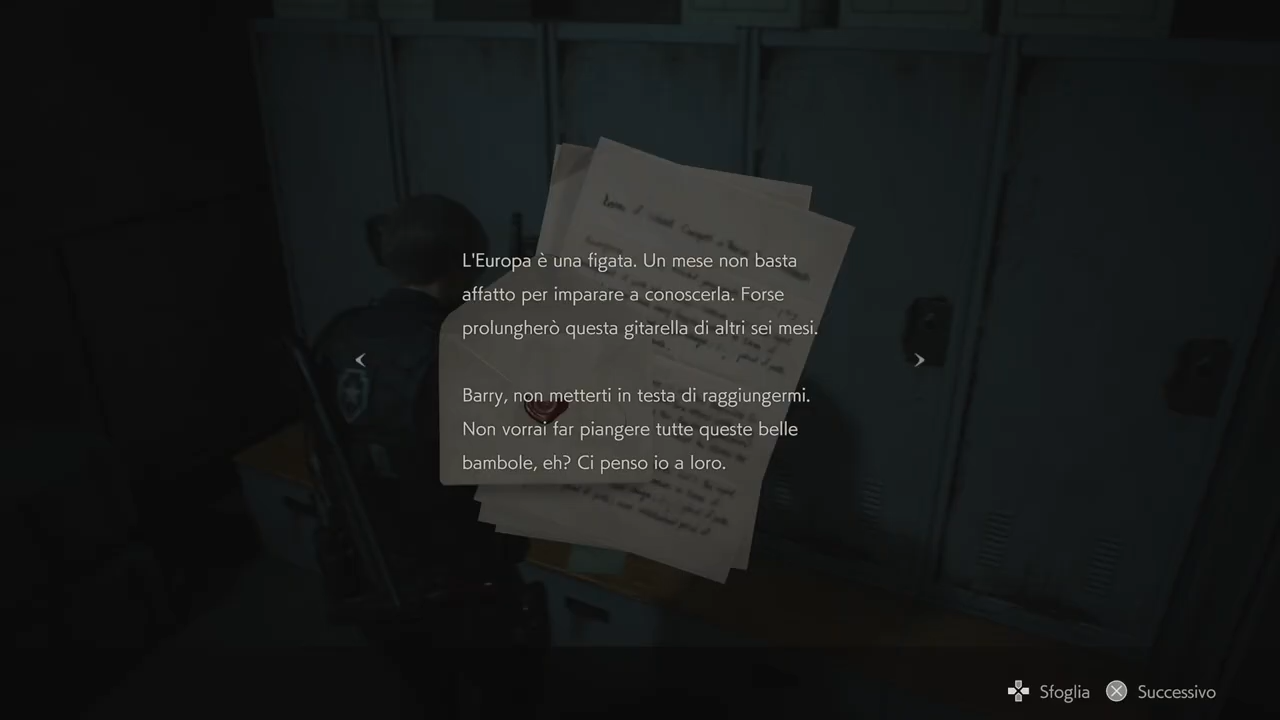 L'Europa è una figata. Un mese non basta
affatto per imparare a conoscerla. Forse
prolungherò questa gitarella di altri sei mesi.
Barry, non metterti in testa di raggiungermi.
Non vorrai far piangere tutte queste belle
bambole, eh? Ci penso io a loro.
Sfoglia
Successivo